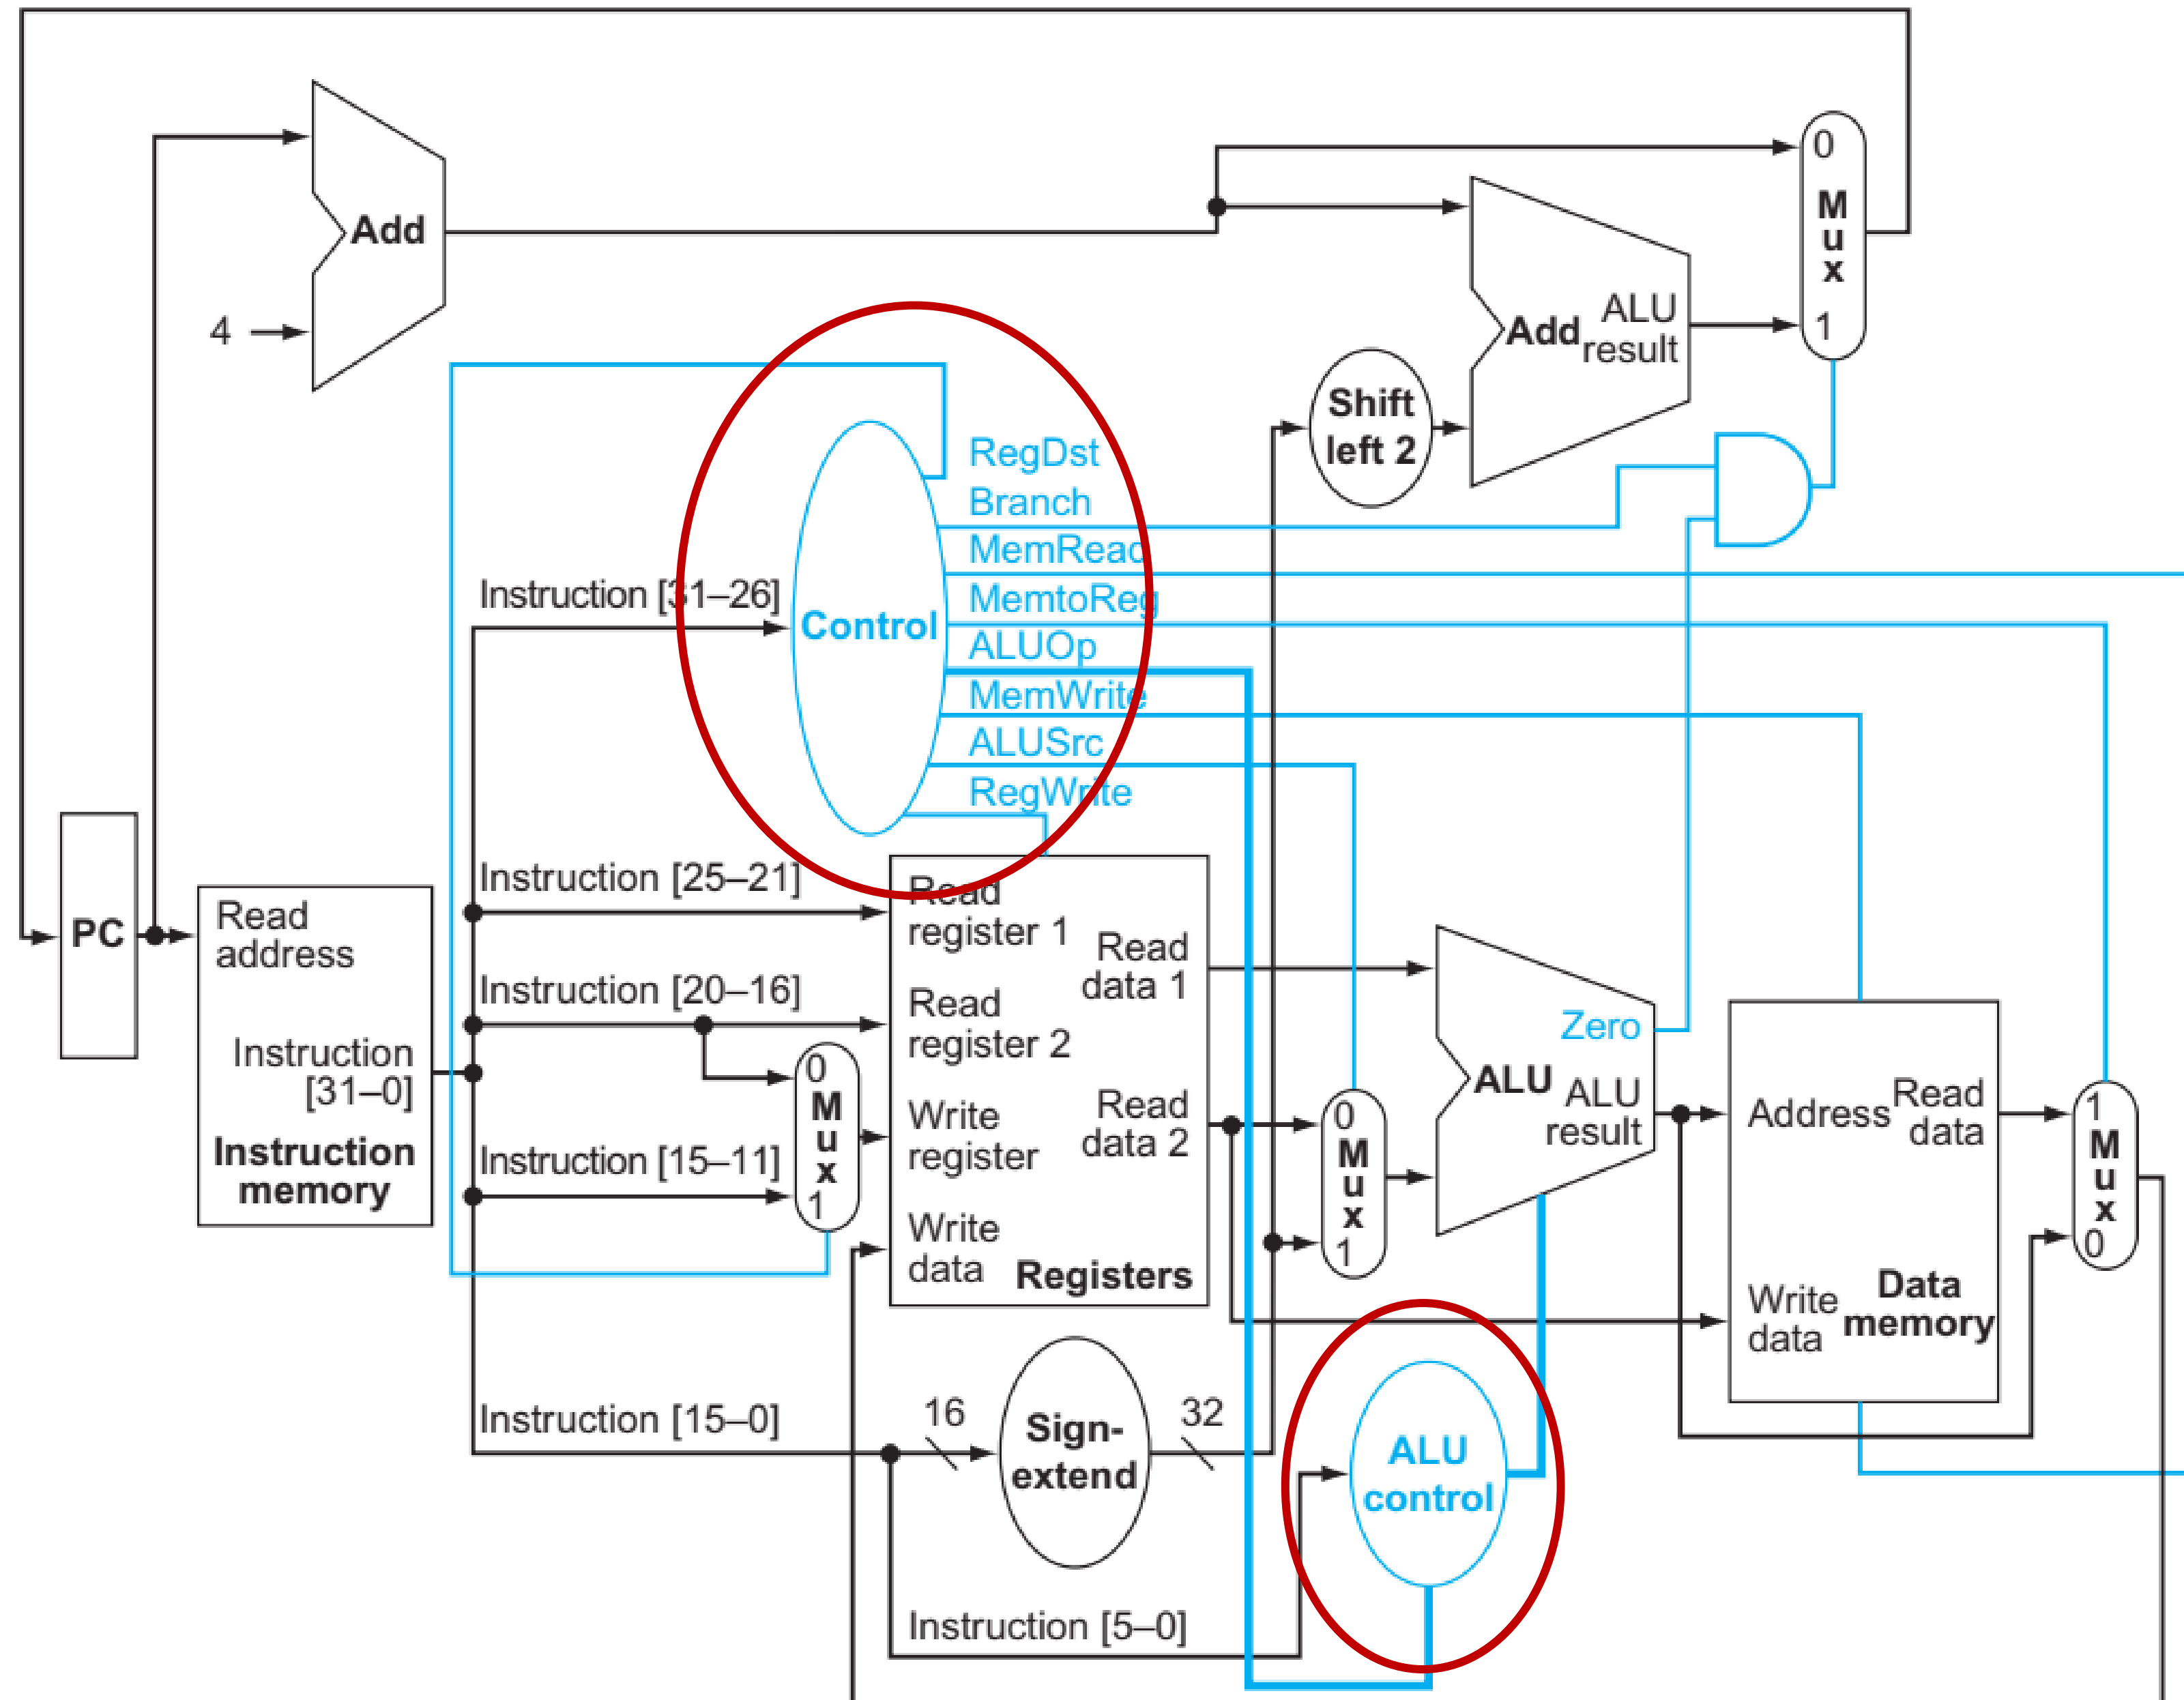 0
M
u
x
1
Add
4
Add
ALU
result
Shift
left 2
RegDst
Branch
MemRead
MemtoReg
ALUOp
MemWrite
ALUSrc
RegWrite
Instruction [31–26]
Control
Instruction [25–21]
Instruction [20–16]
Instruction [15–11]
Instruction [15–0]
Instruction [5–0]
PC
Read
address
Instruction
[31–0]
Instruction
memory
0
M
u
x
1
Read
register 1
Read
register 2
Write
register
Write
data
Read
data 1
Read
data 2
Registers
0
M
u
x
1
Zero
ALU
ALU
result
Address
Read
data
Write
data
Data
memory
1
M
u
x
0
16
Sign-
extend
32
ALU
control